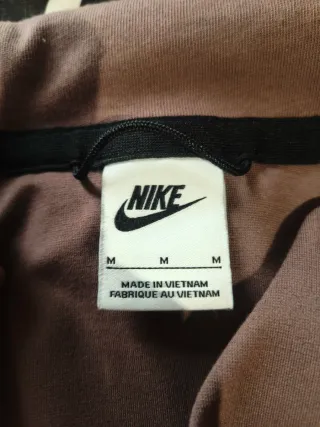 NIKE
M M M
MADE IN VIETNAM
FABRIQUE AU VIETNAM